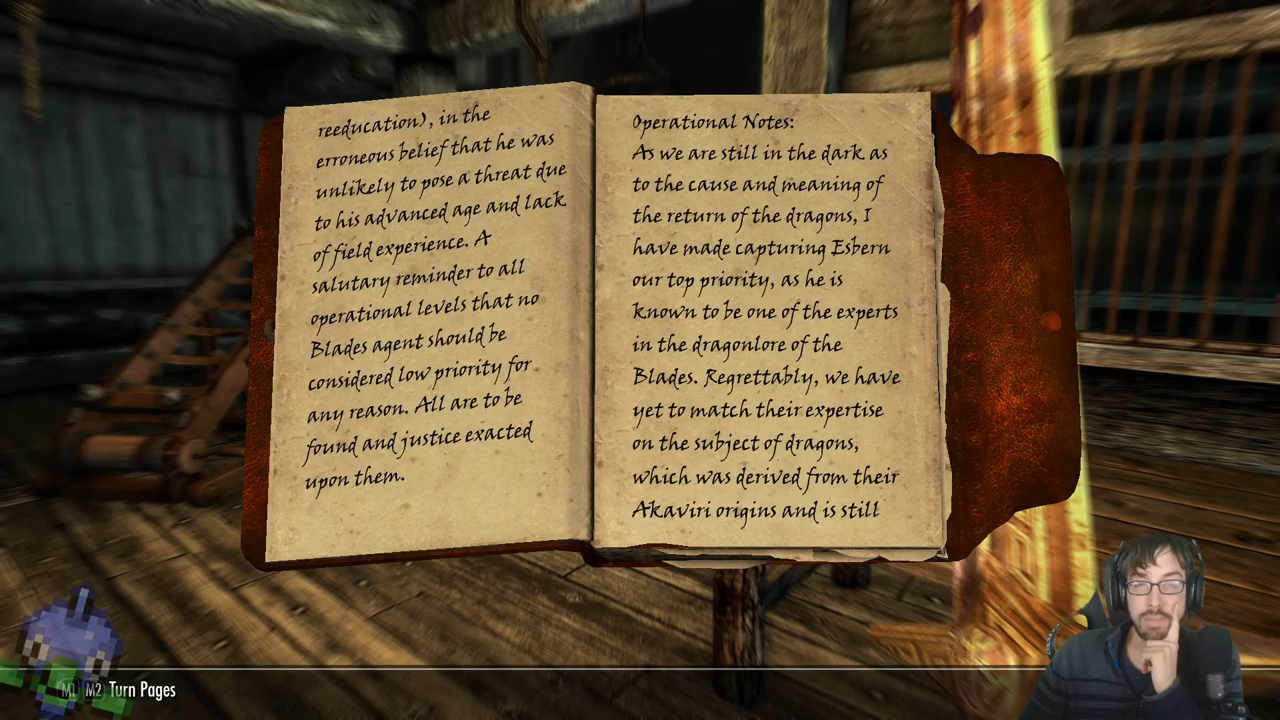 reeducation), in the
erroneous belief that he was
unlikely to pose a threat due
to his advanced age and lack
of field experience. A
salutary reminder to all
operational levels that no
Blades agent should be
considered low priority for
any reason. All are to be
found and justice exacted
upon them.
Operational Notes:
As we are still in the dark as
to the cause and meaning of
the return of the dragons, I
have made capturing Esbern
our top priority, as he is
known to be one of the experts
in the dragonlore of the
Blades. Regrettably, we have
yet to match their expertise
on the subject of dragons,
which was derived from their
Akaviri origins and is still
M1 M2 Turn Pages